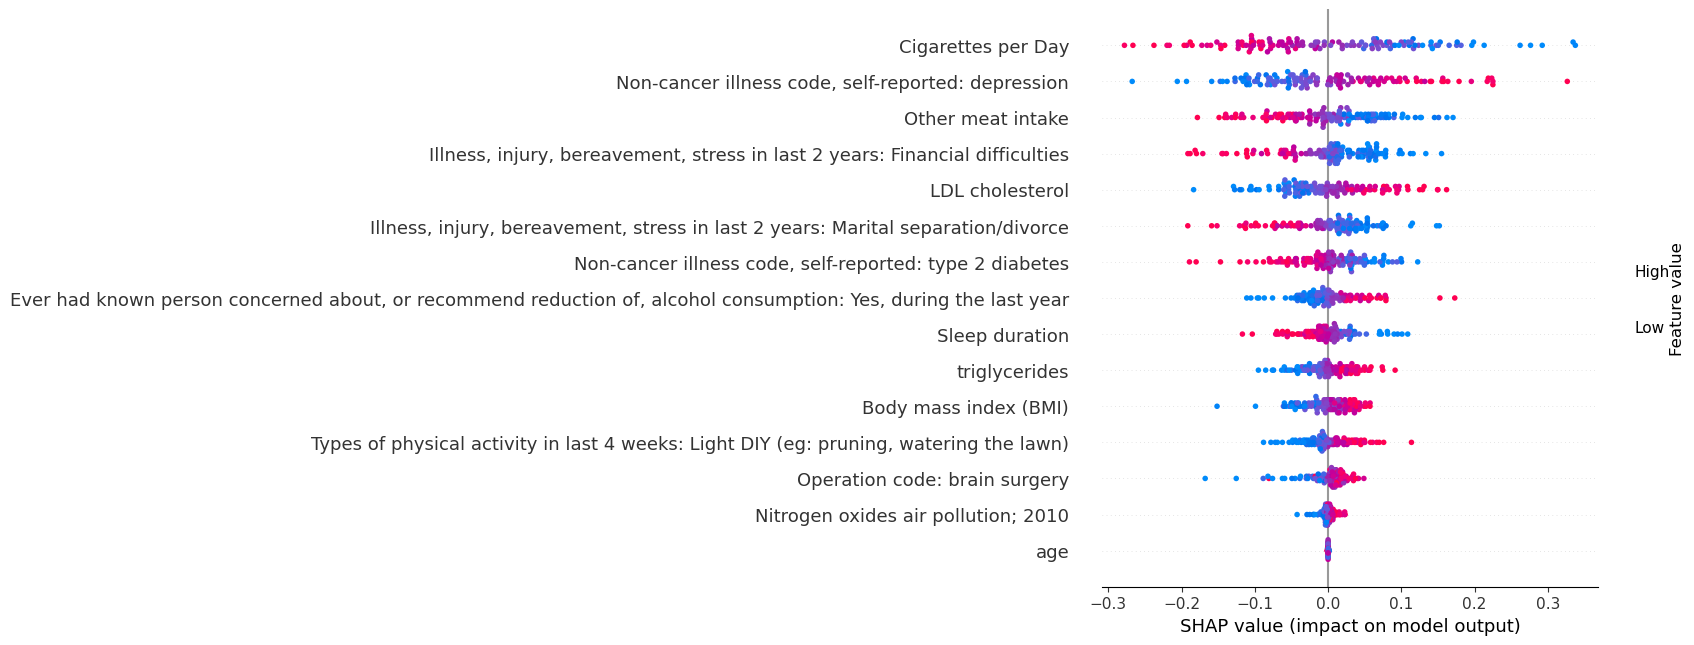 Cigarettes per Day
Non-cancer illness code, self-reported: depression
Other meat intake
Illness, injury, bereavement, stress in last 2 years: Financial difficulties
LDL cholesterol
Illness, injury, bereavement, stress in last 2 years: Marital separation/divorce
Non-cancer illness code, self-reported: type 2 diabetes
Ever had known person concerned about, or recommend reduction of, alcohol consumption: Yes, during the last year
Sleep duration
triglycerides
Body mass index (BMI)
Types of physical activity in last 4 weeks: Light DIY (eg: pruning, watering the lawn)
Operation code: brain surgery
Nitrogen oxides air pollution; 2010
age
−0.3 −0.2 −0.1 0.0 0.1 0.2 0.3
SHAP value (impact on model output)
High
Low
Feature value